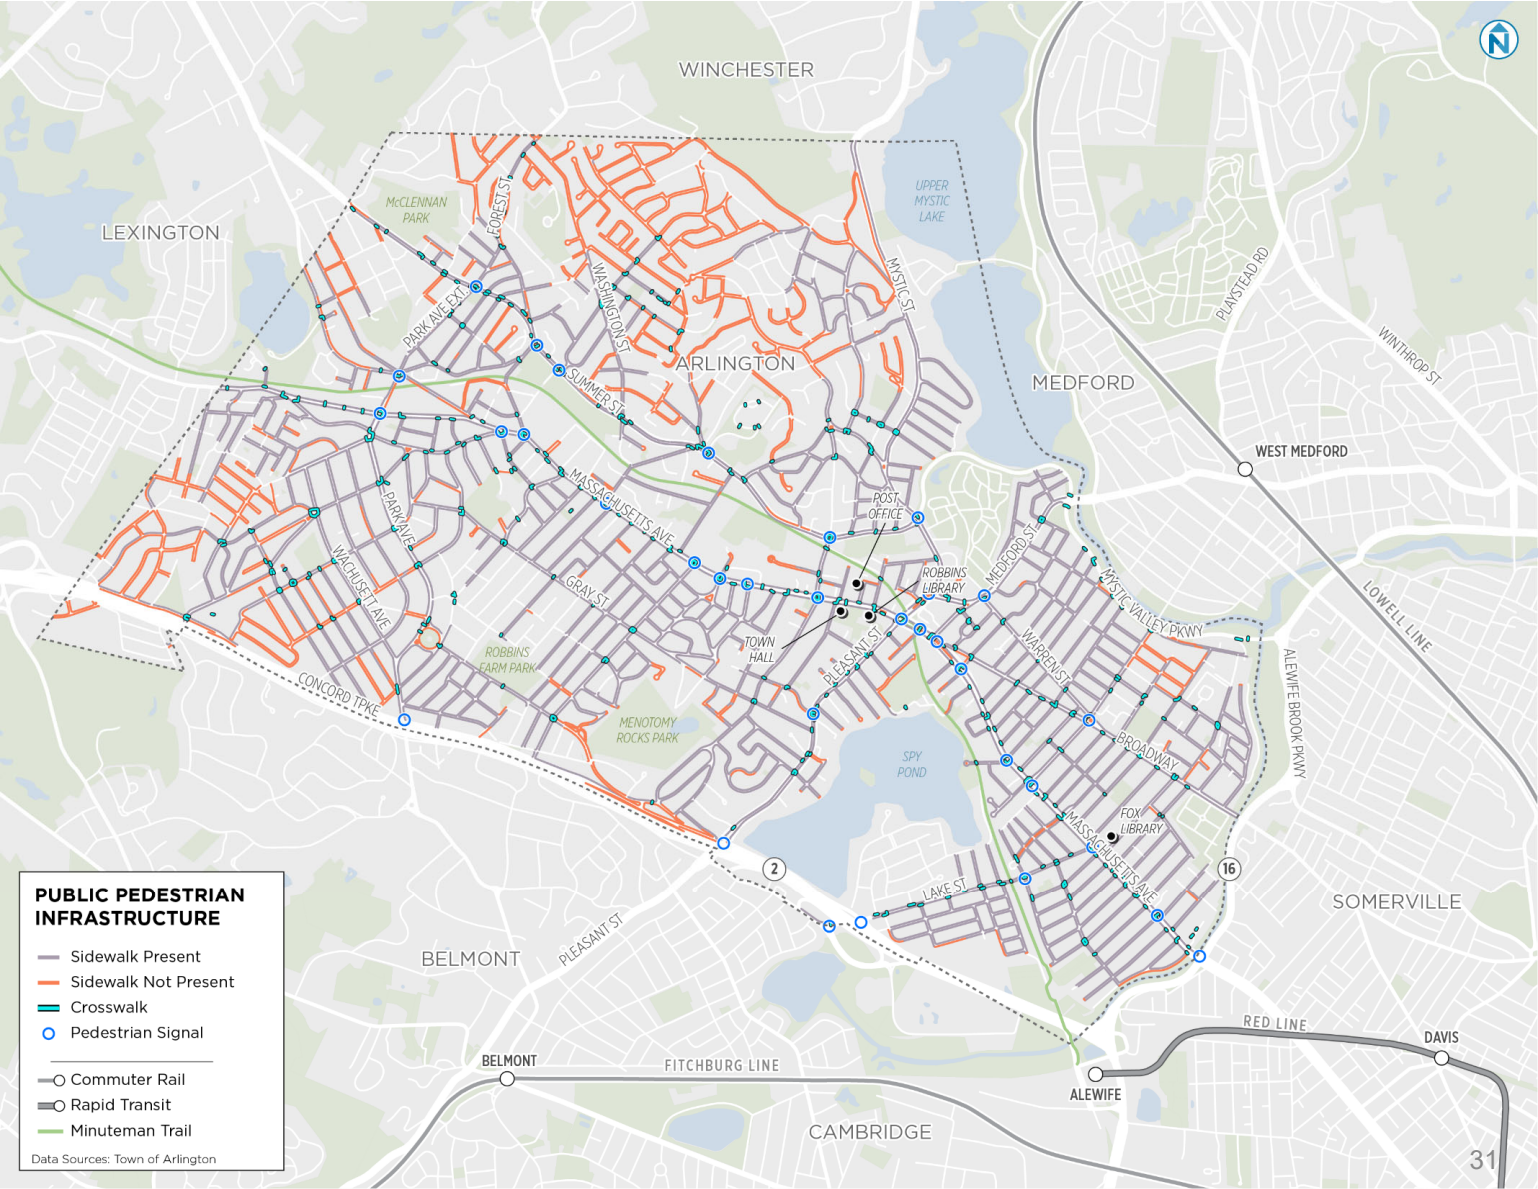 N
WINCHESTER
McCLENNAN
PARK
UPPER
MYSTIC
LAKE
LEXINGTON
FOREST ST
PLAYSTEAD RD
MYSTIC ST
WASHINGTON ST
PARK AVE EXT
WINTHROP ST
ARLINGTON
MEDFORD
SUMMER ST
WEST MEDFORD
MASSACHUSETTS AVE
PARK AVE
POST
OFFICE
MEDFORD ST
WACHUSETT AVE
GRAY ST
ROBBINS
LIBRARY
MYSTIC VALLEY PKWY
LOWELL LINE
TOWN
HALL
PLEASANT ST
WARREN ST
ROBBINS
FARM PARK
CONCORD TPKE
MENOTOMY
ROCKS PARK
ALEWIFE BROOK PKWY
BROADWAY
SPY
POND
FOX
LIBRARY
MASSACHUSETTS AVE
2
16
LAKE ST
SOMERVILLE
PLEASANT ST
BELMONT
PUBLIC PEDESTRIAN
INFRASTRUCTURE
Sidewalk Present
Sidewalk Not Present
Crosswalk
Pedestrian Signal
Commuter Rail
Rapid Transit
Minuteman Trail
Data Sources: Town of Arlington
RED LINE
DAVIS
BELMONT
FITCHBURG LINE
ALEWIFE
CAMBRIDGE
31